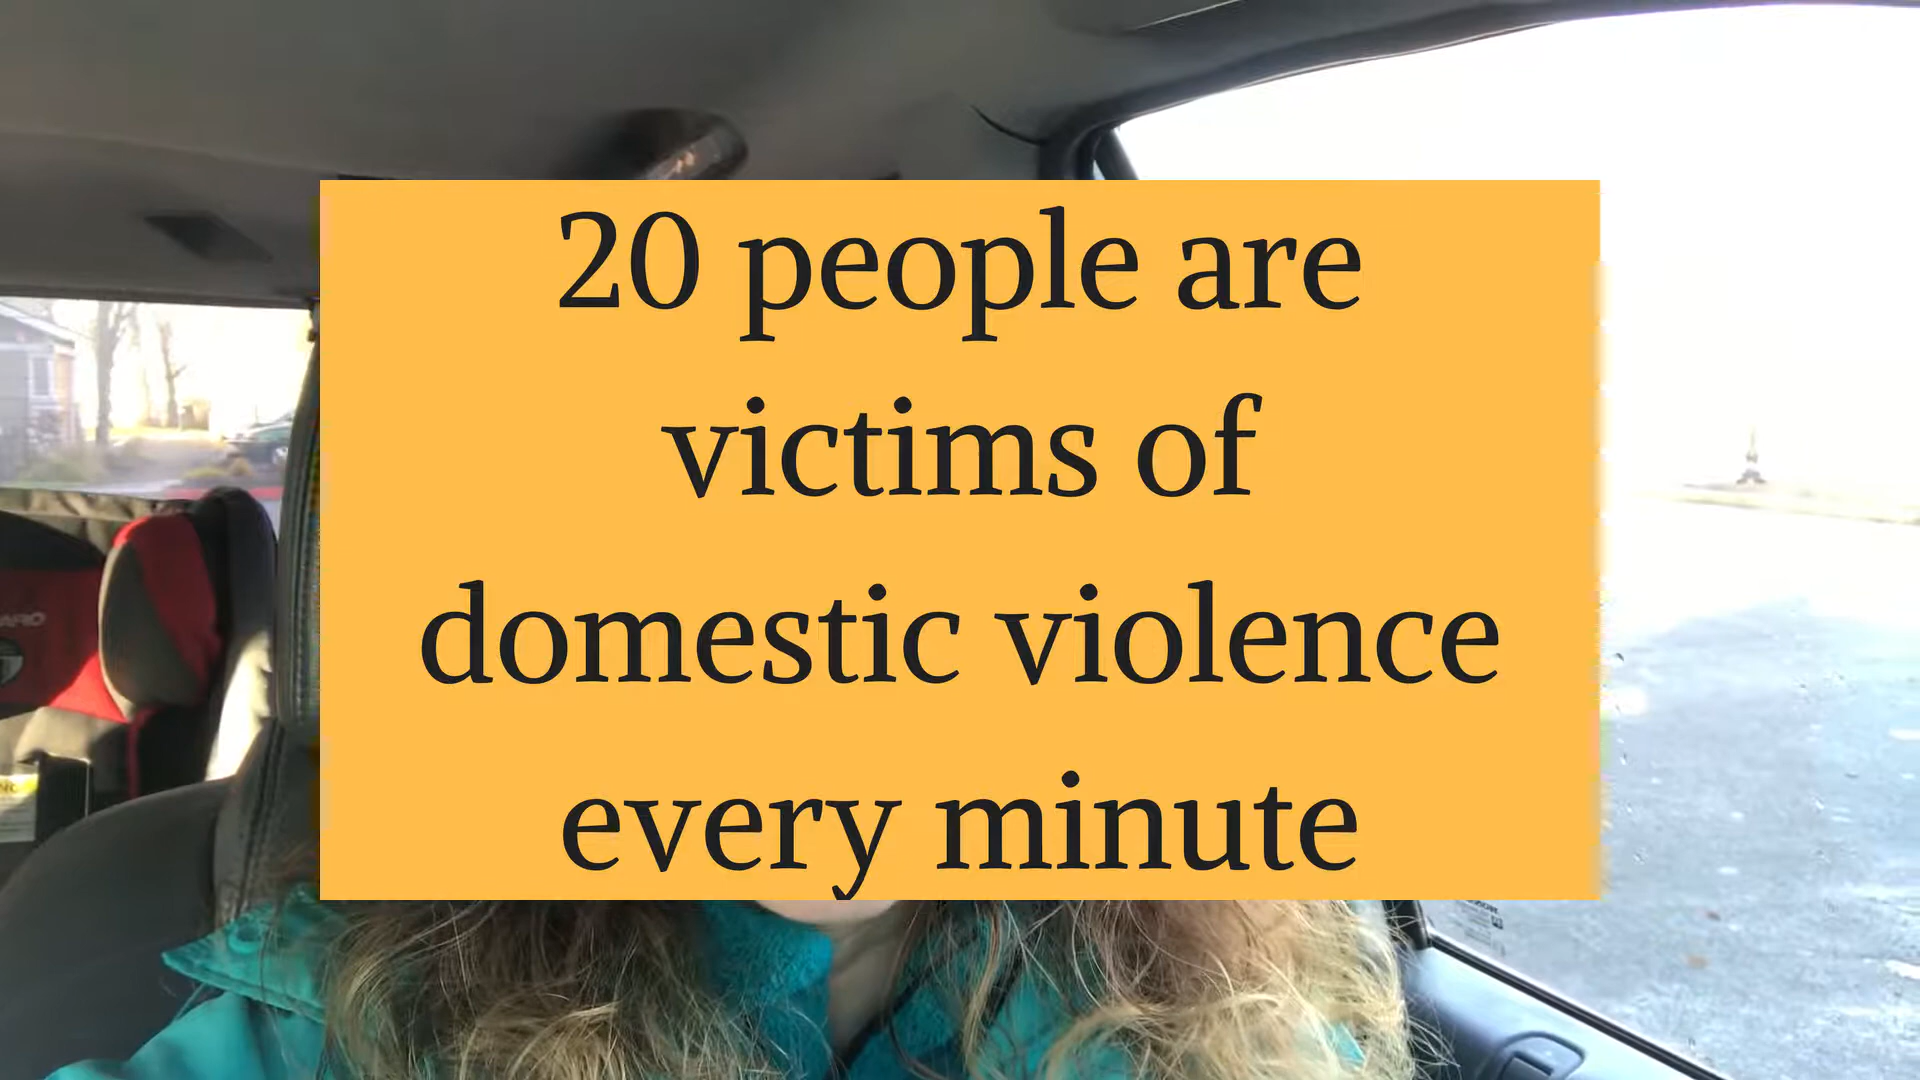 20 people are
victims of
domestic violence
every minute